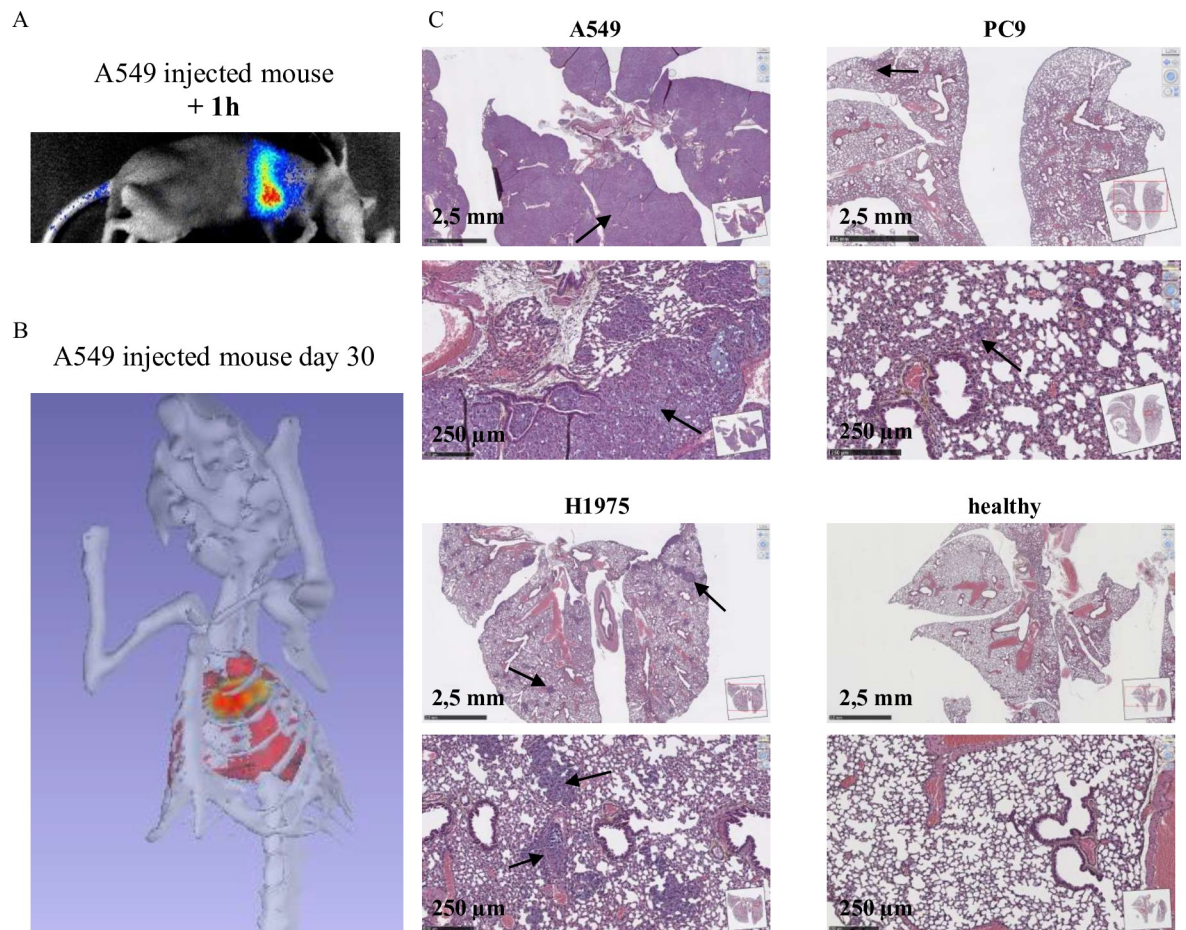 A
A549 injected mouse
+ 1h
B
A549 injected mouse day 30
C
A549
2,5 mm
250 µm
PC9
2,5 mm
250 µm
H1975
2,5 mm
250 µm
healthy
2,5 mm
250 µm